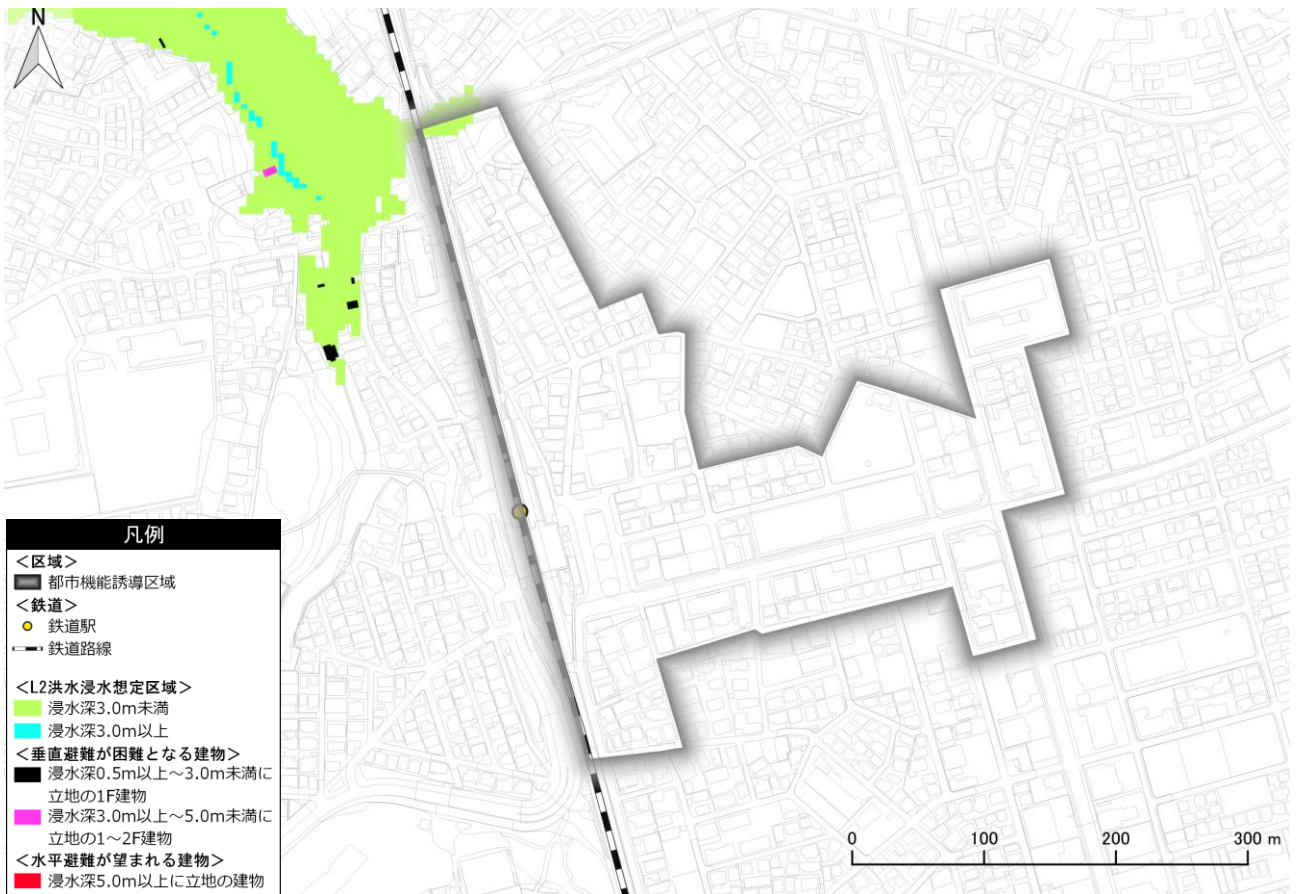 N
凡例
＜区域＞
都市機能誘導区域
＜鉄道＞
鉄道駅
鉄道路線
＜L2洪水浸水想定区域＞
浸水深3.0m未満
浸水深3.0m以上
＜垂直避難が困難となる建物＞
浸水深0.5m以上～3.0m未満に
立地の1F建物
浸水深3.0m以上～5.0m未満に
立地の1～2F建物
＜水平避難が望まれる建物＞
浸水深5.0m以上に立地の建物
0 100 200 300 m